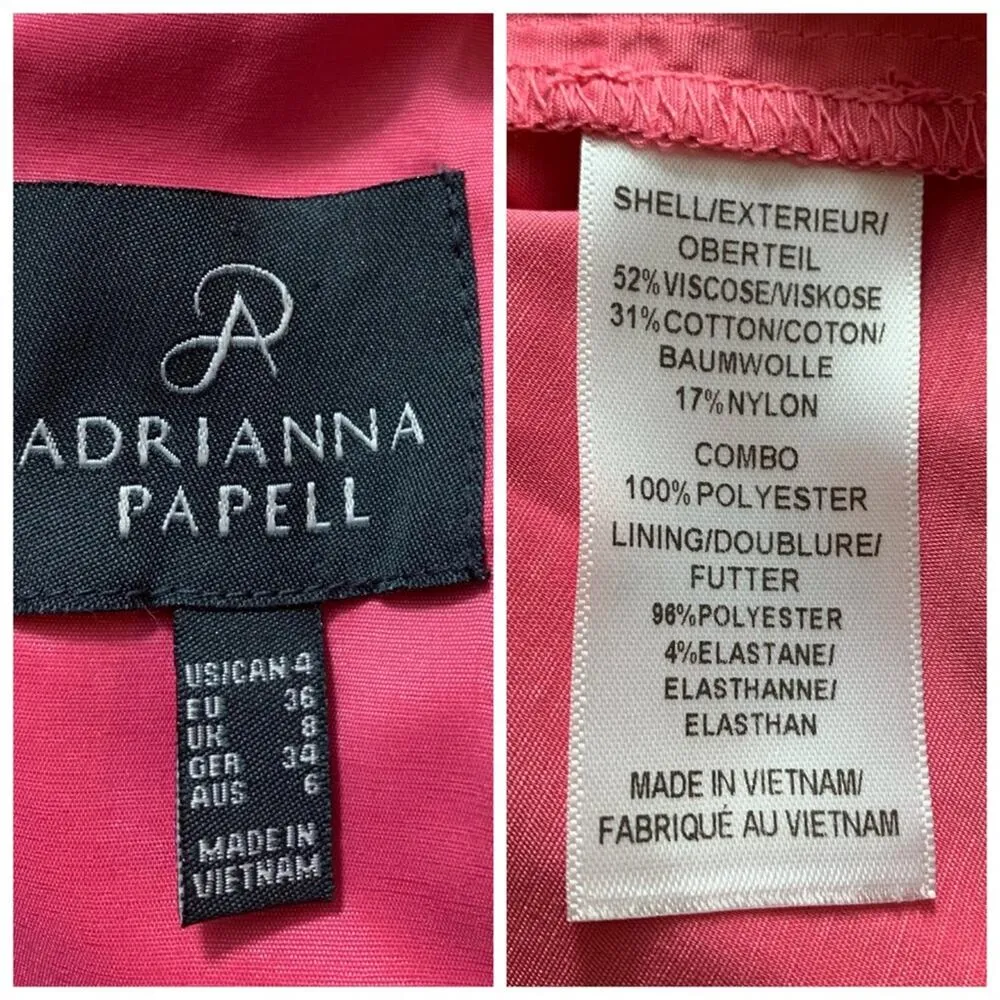 ADRIANNA
PAPELL
US/CAN 4
EU 36
UK 8
GER 34
AUS 6
MADE IN
VIETNAM
SHELL/EXTERIEUR/
OBERTEIL
52% VISCOSE/VISKOSE
31% COTTON/COTON/
BAUMWOLLE
17% NYLON
COMBO
100% POLYESTER
LINING/DOUBLURE/
FUTTER
96% POLYESTER
4% ELASTANE/
ELASTHANNE/
ELASTHAN
MADE IN VIETNAM/
FABRIQUÉ AU VIETNAM